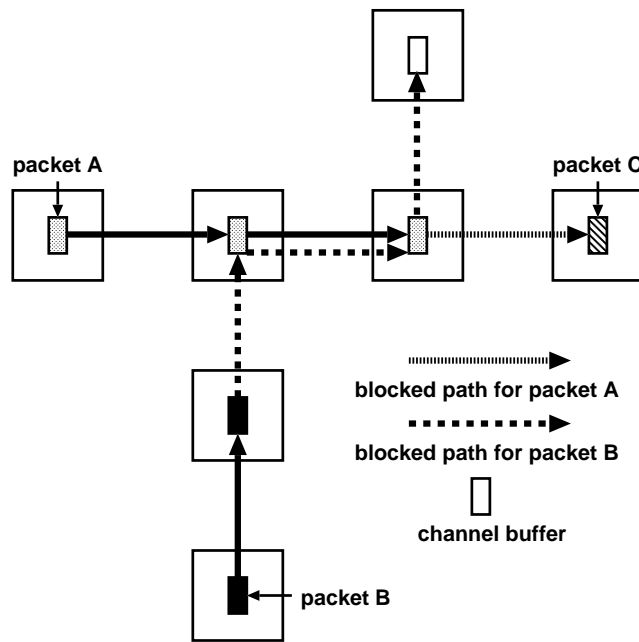 packet A
packet C
blocked path for packet A
blocked path for packet B
channel buffer
packet B